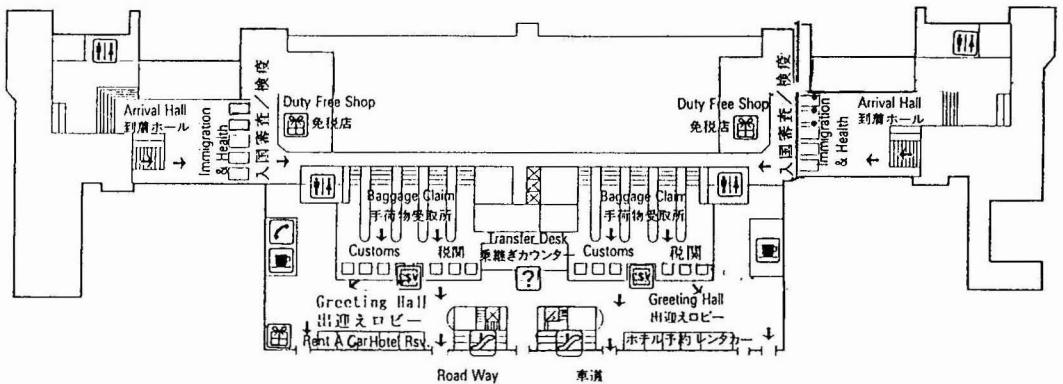 Arrival Hall
到着ホール
Immigration
& Health
入国審査/検疫
Duty Free Shop
免税店
Duty Free Shop
免税店
入国審査/検疫
Immigration
& Health
Arrival Hall
到着ホール
Baggage Claim
手荷物受取所
Customs 税関
CSV
Transfer Desk
乗継ぎカウンター
?
Baggage Claim
手荷物受取所
Customs 税関
CSV
Greeting Hall
出迎えロビー
Rent A Car Hotel Rsv.
Greeting Hall
出迎えロビー
ホテル予約 レンタカー
Road Way 車道